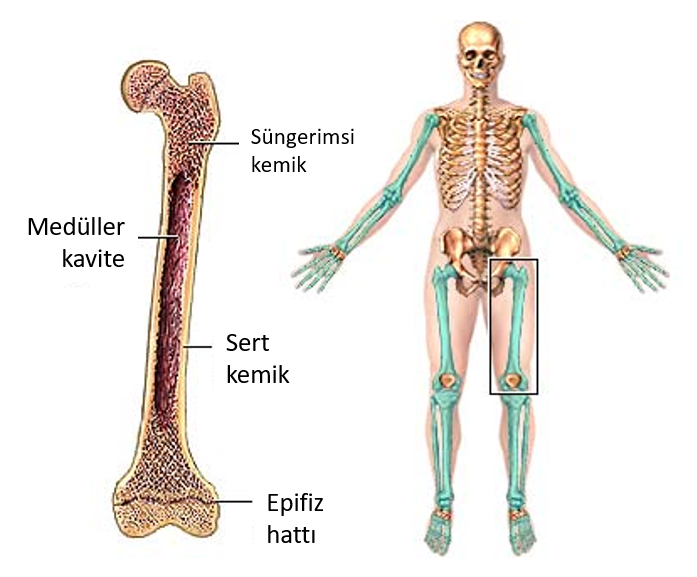 Süngerimsi
kemik
Medüller
kavite
Sert
kemik
Epifiz
hattı